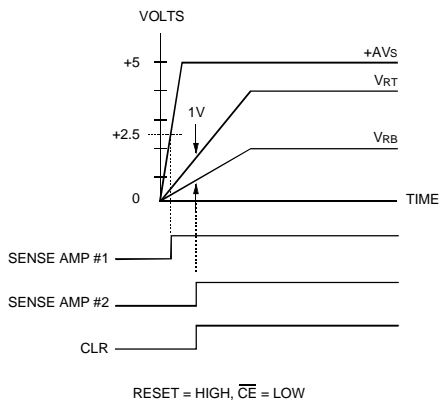 VOLTS
+5
+AVS
VRT
1V
+2.5
VRB
0
TIME
SENSE AMP #1
SENSE AMP #2
CLR
RESET = HIGH, C̅E̅ = LOW